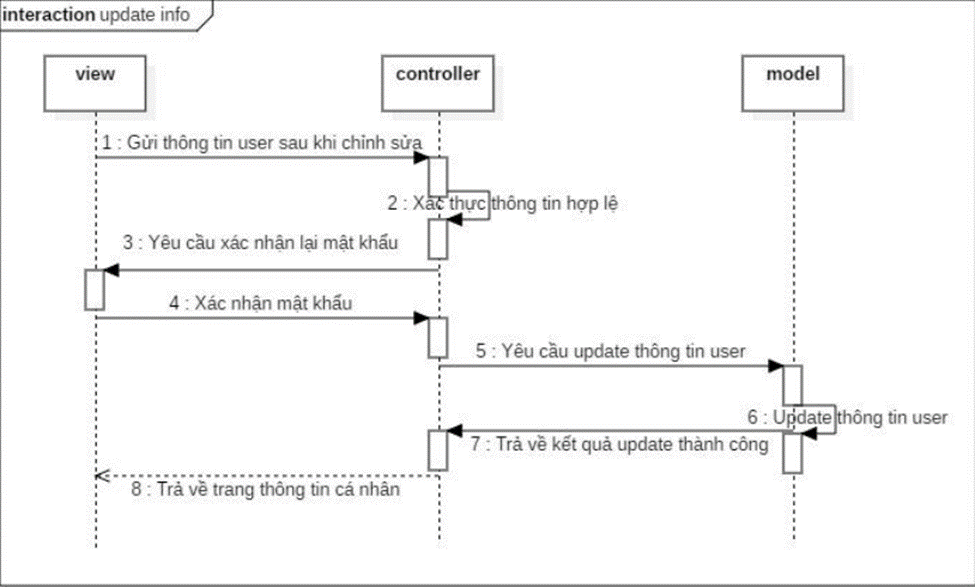 interaction update info
view
controller
model
1 : Gửi thông tin user sau khi chỉnh sửa
2 : Xác thực thông tin hợp lệ
3 : Yêu cầu xác nhận lại mật khẩu
4 : Xác nhận mật khẩu
5 : Yêu cầu update thông tin user
6 : Update thông tin user
7 : Trả về kết quả update thành công
8 : Trả về trang thông tin cá nhân